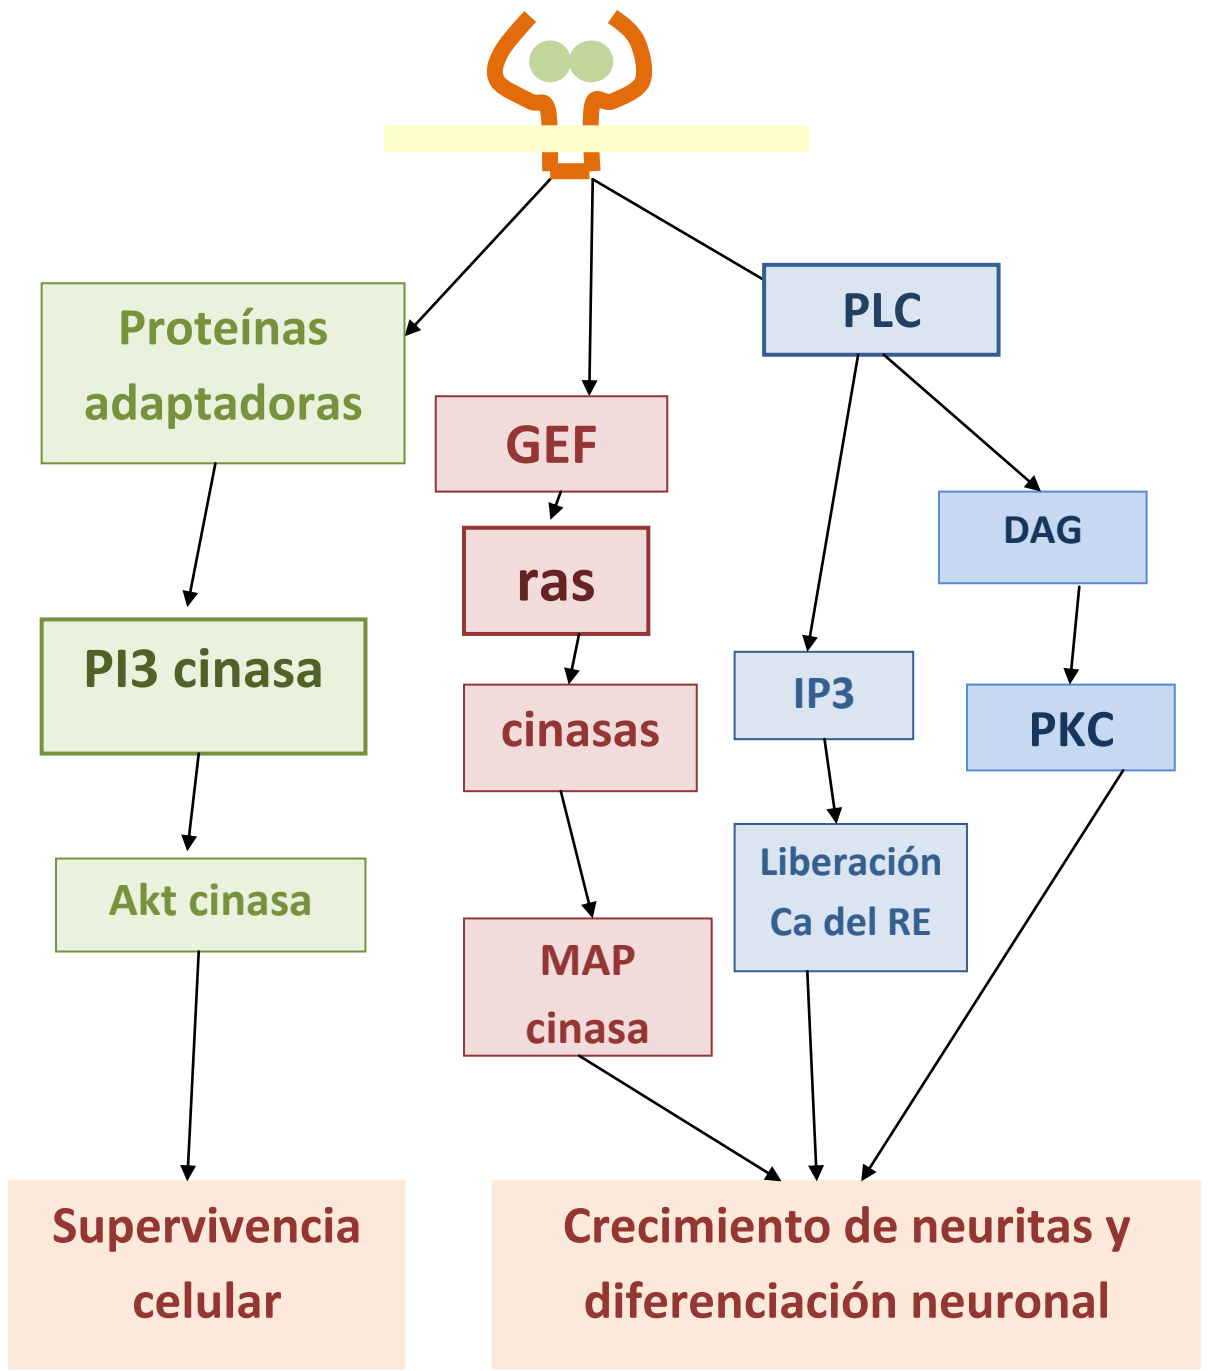 PLC
Proteínas
adaptadoras
GEF
DAG
ras
PI3 cinasa
IP3
cinasas
PKC
Liberación
Ca del RE
Akt cinasa
MAP
cinasa
Supervivencia
celular
Crecimiento de neuritas y
diferenciación neuronal